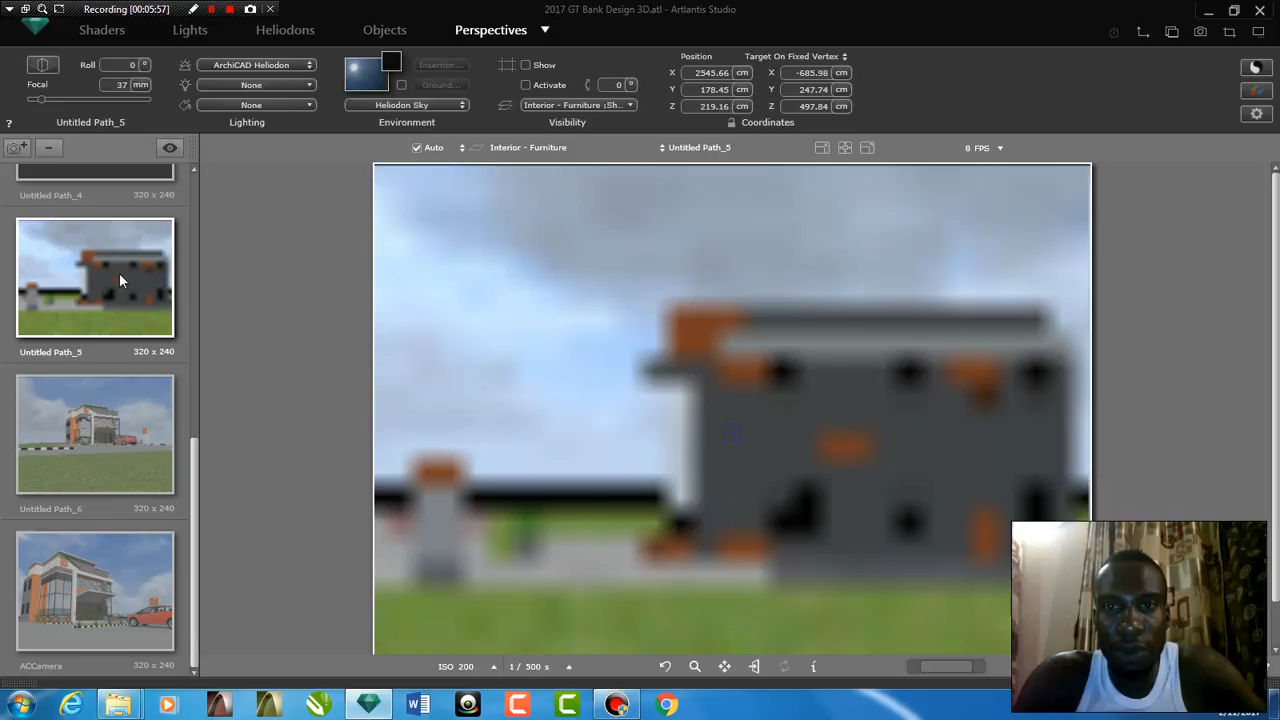 Recording (00:05:57)
2017 GT Bank Design 3D.atl - Artlantis Studio
Shaders Lights Heliodons Objects Perspectives
Roll 0 °
Focal 37 mm
Untitled Path_5
ArchiCAD Heliodon
None
None
Lighting
Insertion...
Ground...
Heliodon Sky
Environment
Show
Activate 0 °
Interior - Furniture ;Sh...
Visibility
Position Target On Fixed Vertex
X 2545.66 cm X -685.98 cm
Y 178.45 cm Y 247.74 cm
Z 219.16 cm Z 497.84 cm
Coordinates
?
Auto Interior - Furniture Untitled Path_5 8 FPS
Untitled Path_4 320 x 240
Untitled Path_5 320 x 240
Untitled Path_6 320 x 240
ACCamera 320 x 240
ISO 200 1 / 500 s